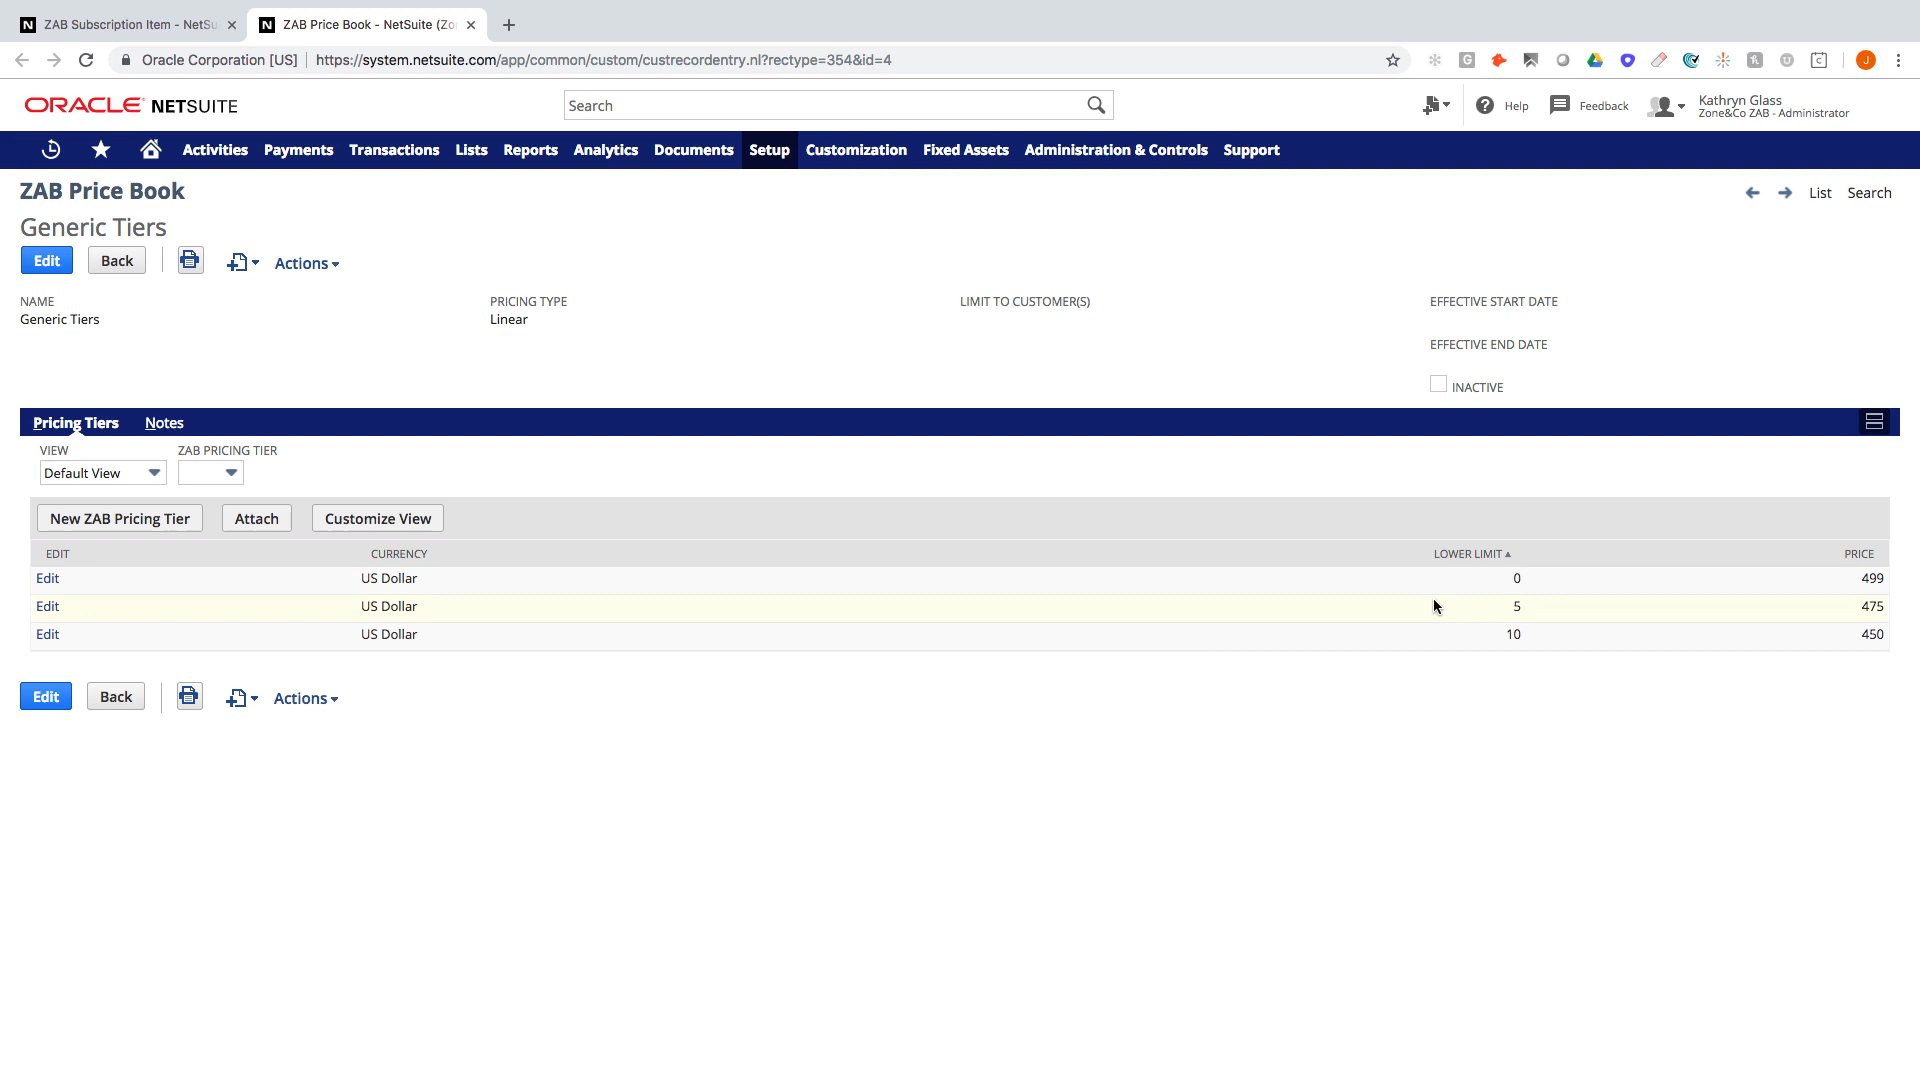 ZAB Subscription Item - NetSu
ZAB Price Book - NetSuite (Zo
Oracle Corporation [US] https://system.netsuite.com/app/common/custom/custrecordentry.nl?rectype=354&id=4
ORACLE NETSUITE
Search
Help
Feedback
Kathryn Glass
Zone&Co ZAB - Administrator
Activities Payments Transactions Lists Reports Analytics Documents Setup Customization Fixed Assets Administration & Controls Support
ZAB Price Book
List Search
Generic Tiers
Edit Back Actions
NAME PRICING TYPE LIMIT TO CUSTOMER(S) EFFECTIVE START DATE
Generic Tiers Linear
EFFECTIVE END DATE
INACTIVE
Pricing Tiers Notes
VIEW ZAB PRICING TIER
Default View
New ZAB Pricing Tier Attach Customize View
EDIT CURRENCY LOWER LIMIT ▲ PRICE
Edit US Dollar 0 499
Edit US Dollar 5 475
Edit US Dollar 10 450
Edit Back Actions